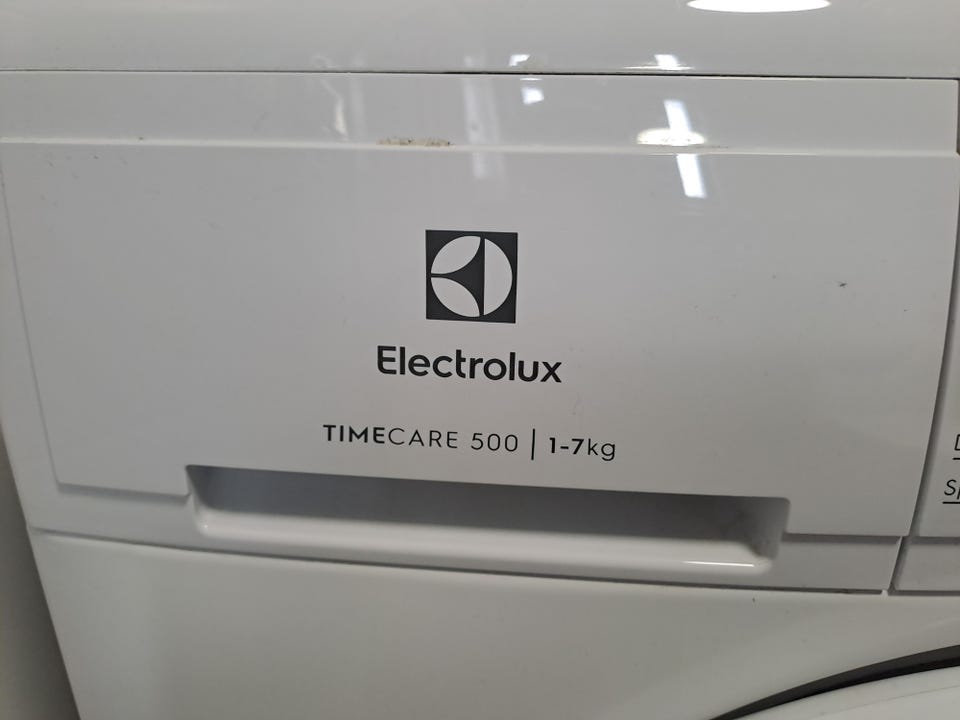 Electrolux
TIMECARE 500 | 1-7kg